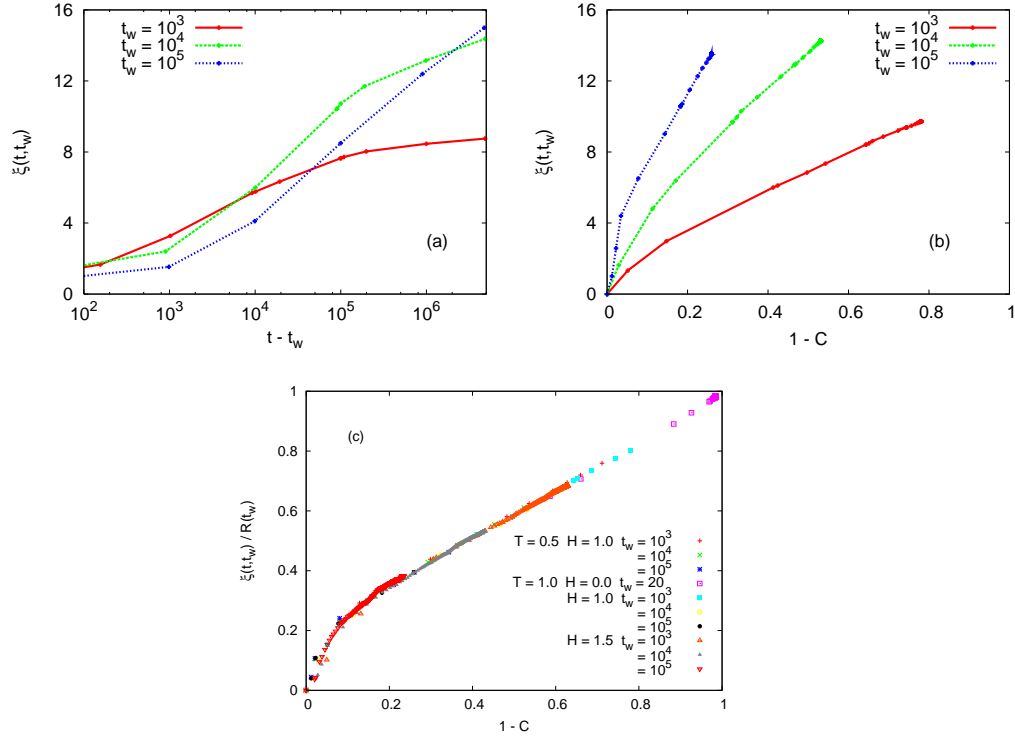 16
12
8
4
0
ξ(t,t_w)
t_w = 10^3
t_w = 10^4
t_w = 10^5
(a)
10^2 10^3 10^4 10^5 10^6
t - t_w
16
12
8
4
0
ξ(t,t_w)
t_w = 10^3
t_w = 10^4
t_w = 10^5
(b)
0 0.2 0.4 0.6 0.8 1
1 - C
1
0.8
0.6
0.4
0.2
0
ξ(t,t_w) / R(t_w)
(c)
T = 0.5 H = 1.0 t_w = 10^3
= 10^4
= 10^5
T = 1.0 H = 0.0 t_w = 20
H = 1.0 t_w = 10^3
= 10^4
= 10^5
H = 1.5 t_w = 10^3
= 10^4
= 10^5
0 0.2 0.4 0.6 0.8 1
1 - C